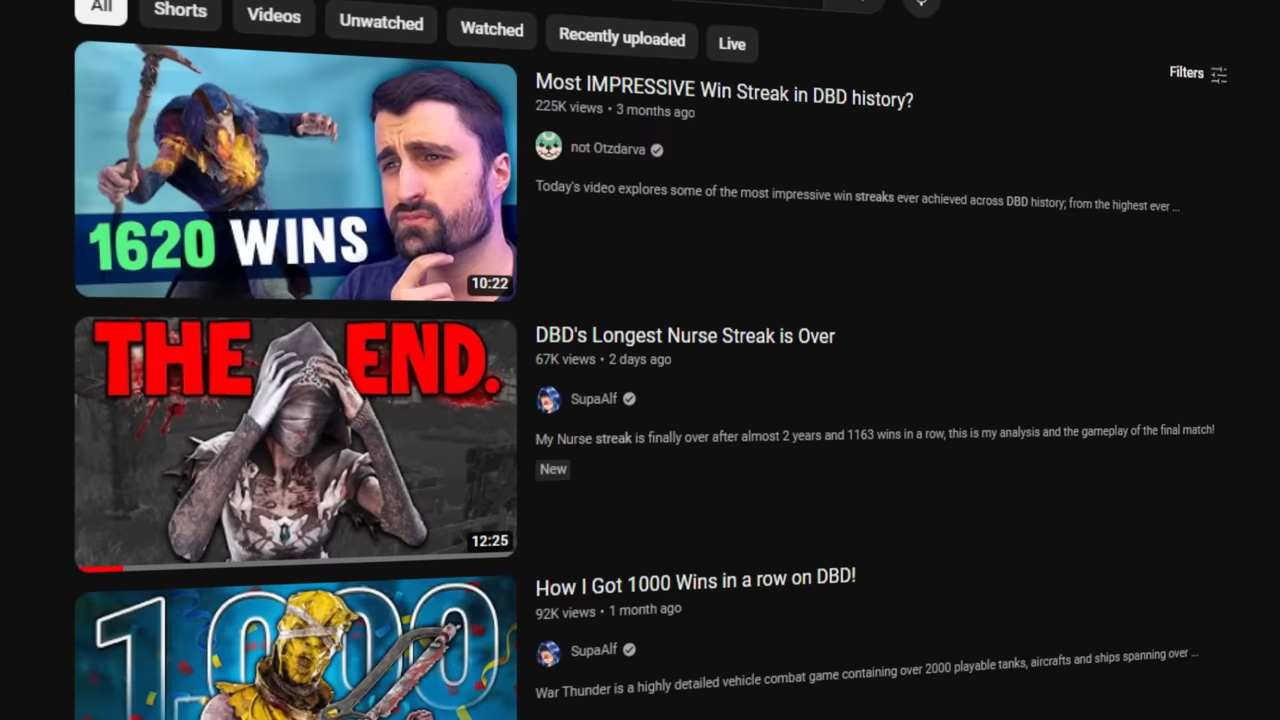 All Shorts Videos Unwatched Watched Recently uploaded Live
Filters
1620 WINS
10:22
Most IMPRESSIVE Win Streak in DBD history?
225K views • 3 months ago
not Otzdarva
Today's video explores some of the most impressive win streaks ever achieved across DBD history; from the highest ever ...
THE END.
12:25
DBD's Longest Nurse Streak is Over
67K views • 2 days ago
SupaAlf
My Nurse streak is finally over after almost 2 years and 1163 wins in a row, this is my analysis and the gameplay of the final match!
New
1,000
How I Got 1000 Wins in a row on DBD!
92K views • 1 month ago
SupaAlf
War Thunder is a highly detailed vehicle combat game containing over 2000 playable tanks, aircrafts and ships spanning over ...